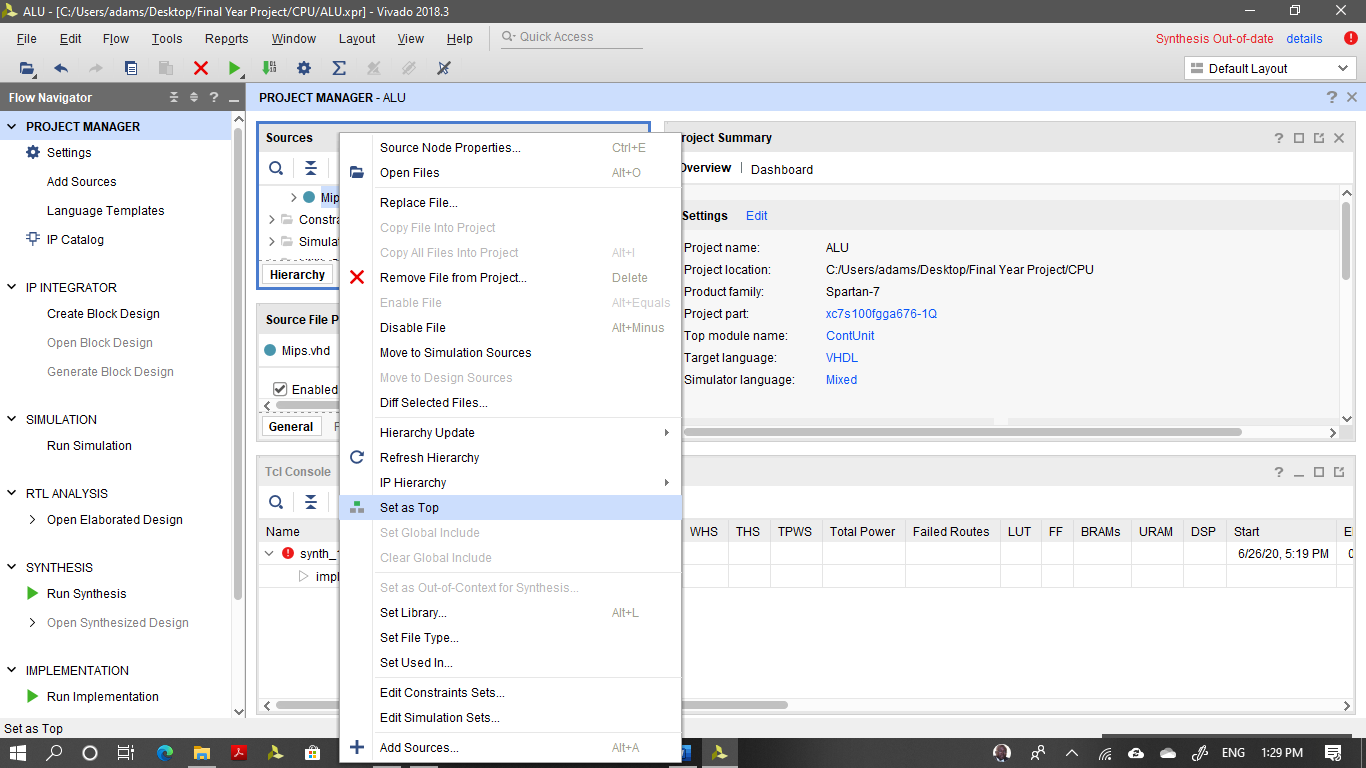 ALU - [C:/Users/adams/Desktop/Final Year Project/CPU/ALU.xpr] - Vivado 2018.3
File Edit Flow Tools Reports Window Layout View Help Quick Access Synthesis Out-of-date details
Default Layout
Flow Navigator
PROJECT MANAGER - ALU
PROJECT MANAGER
Settings
Add Sources
Language Templates
IP Catalog
IP INTEGRATOR
Create Block Design
Open Block Design
Generate Block Design
SIMULATION
Run Simulation
RTL ANALYSIS
Open Elaborated Design
SYNTHESIS
Run Synthesis
Open Synthesized Design
IMPLEMENTATION
Run Implementation
Set as Top
Sources
Mips
Constra
Simula
Hierarchy
Source File P
Mips.vhd
Enabled
General
Tcl Console
Name
synth_
impl
Source Node Properties... Ctrl+E
Open Files Alt+O
Replace File...
Copy File Into Project
Copy All Files Into Project Alt+I
Remove File from Project... Delete
Enable File Alt+Equals
Disable File Alt+Minus
Move to Simulation Sources
Move to Design Sources
Diff Selected Files...
Hierarchy Update
Refresh Hierarchy
IP Hierarchy
Set as Top
Set Global Include
Clear Global Include
Set as Out-of-Context for Synthesis...
Set Library... Alt+L
Set File Type...
Set Used In...
Edit Constraints Sets...
Edit Simulation Sets...
Add Sources... Alt+A
roject Summary
Overview Dashboard
Settings Edit
Project name: ALU
Project location: C:/Users/adams/Desktop/Final Year Project/CPU
Product family: Spartan-7
Project part: xc7s100fgga676-1Q
Top module name: ContUnit
Target language: VHDL
Simulator language: Mixed
WHS THS TPWS Total Power Failed Routes LUT FF BRAMs URAM DSP Start El
6/26/20, 5:19 PM 0
ENG 1:29 PM